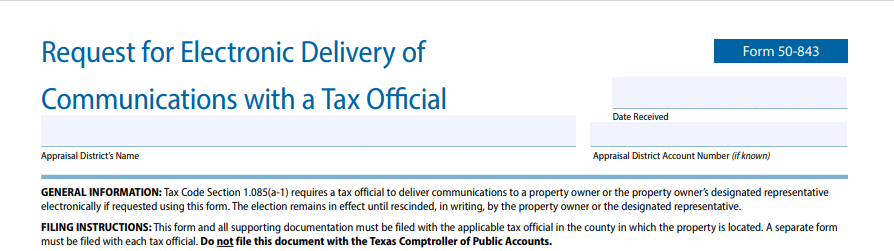 Request for Electronic Delivery of
Communications with a Tax Official
Form 50-843
Date Received
Appraisal District's Name
Appraisal District Account Number (if known)
GENERAL INFORMATION: Tax Code Section 1.085(a-1) requires a tax official to deliver communications to a property owner or the property owner's designated representative
electronically if requested using this form. The election remains in effect until rescinded, in writing, by the property owner or the designated representative.
FILING INSTRUCTIONS: This form and all supporting documentation must be filed with the applicable tax official in the county in which the property is located. A separate form
must be filed with each tax official. Do not file this document with the Texas Comptroller of Public Accounts.